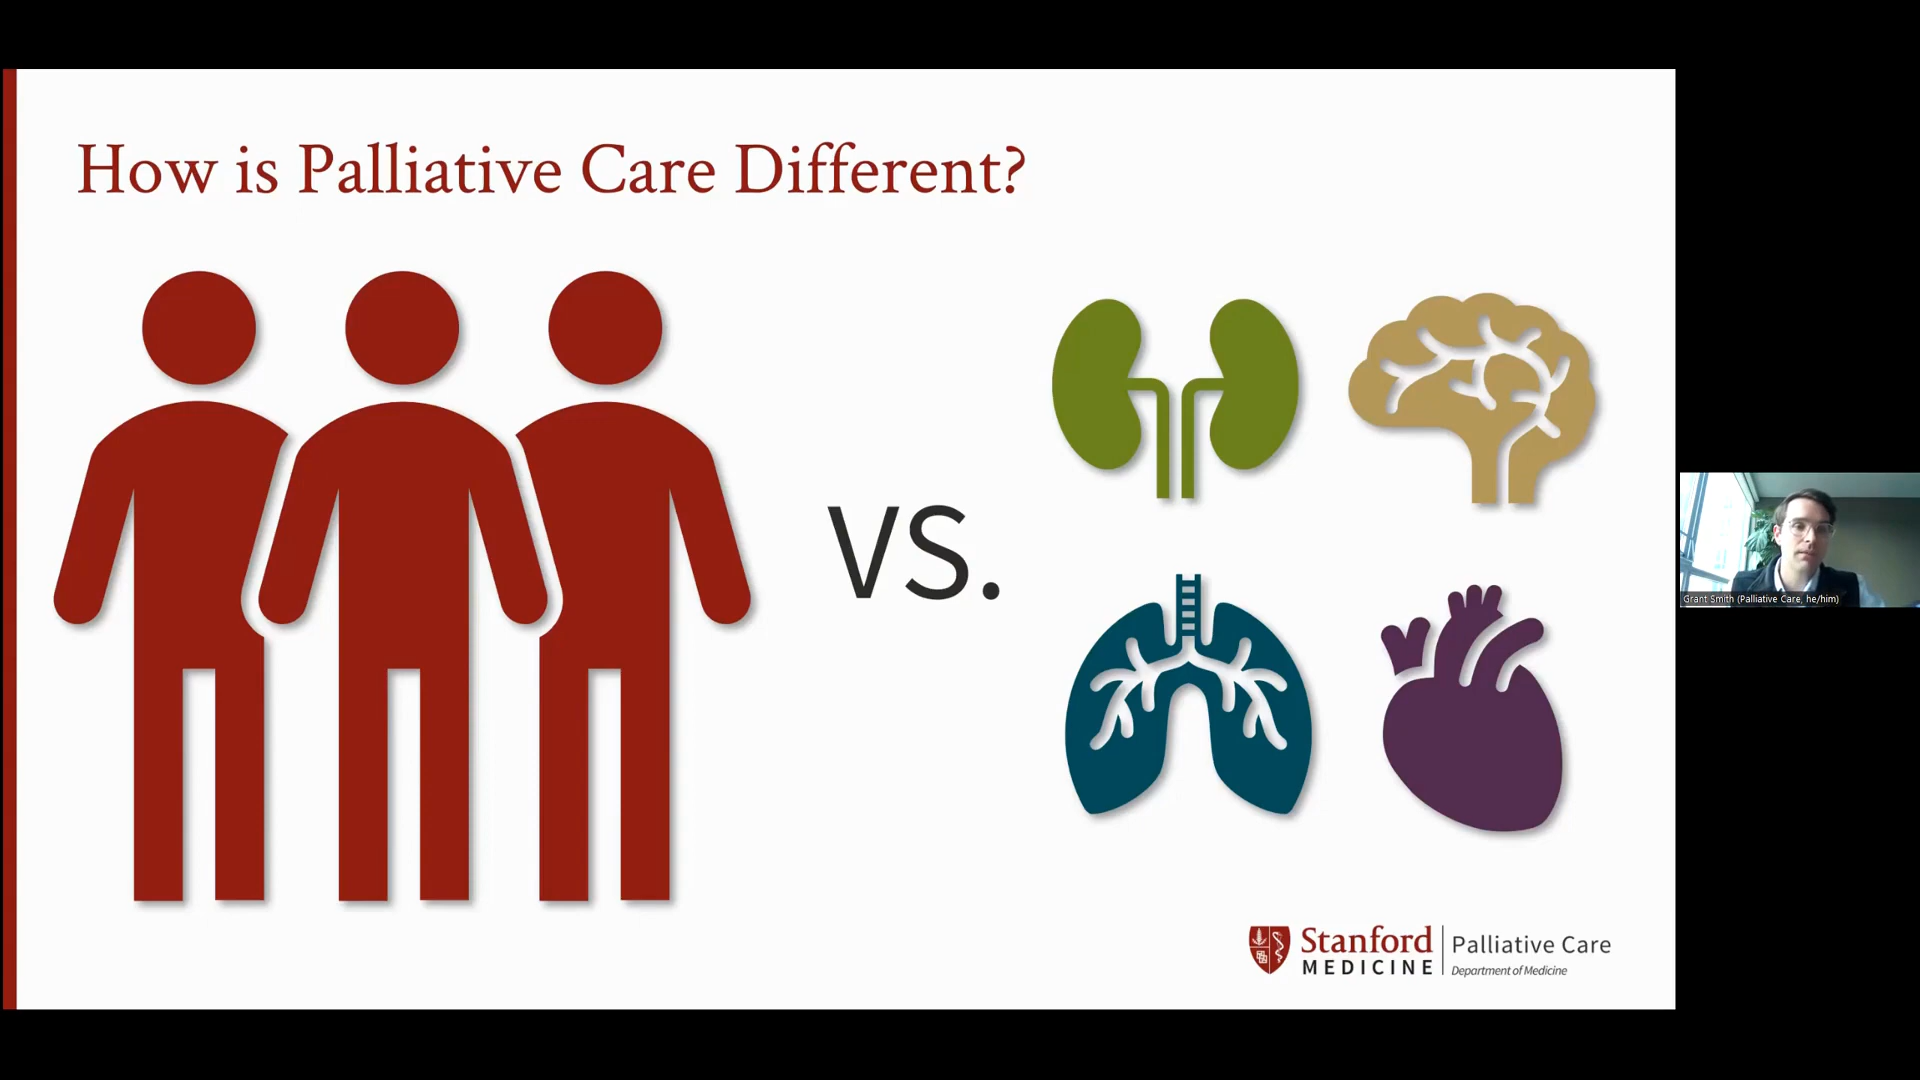 How is Palliative Care Different?
VS.
Stanford
MEDICINE
Palliative Care
Department of Medicine
Grant Smith (Palliative Care, he/him)